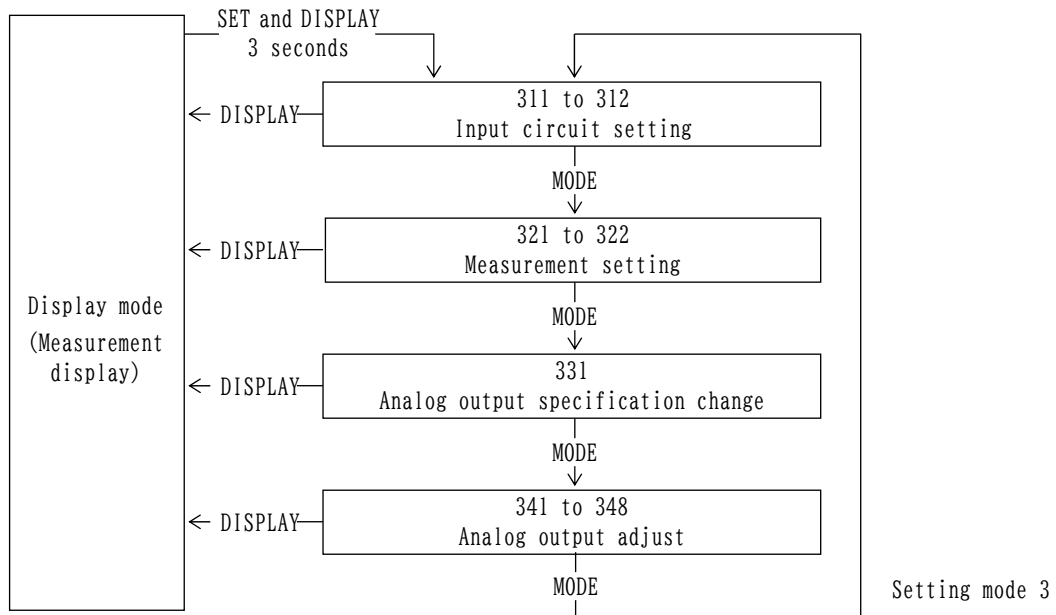 SET and DISPLAY
3 seconds
311 to 312
Input circuit setting
DISPLAY
MODE
321 to 322
Measurement setting
DISPLAY
MODE
Display mode
(Measurement
display)
331
Analog output specification change
DISPLAY
MODE
341 to 348
Analog output adjust
DISPLAY
MODE
Setting mode 3